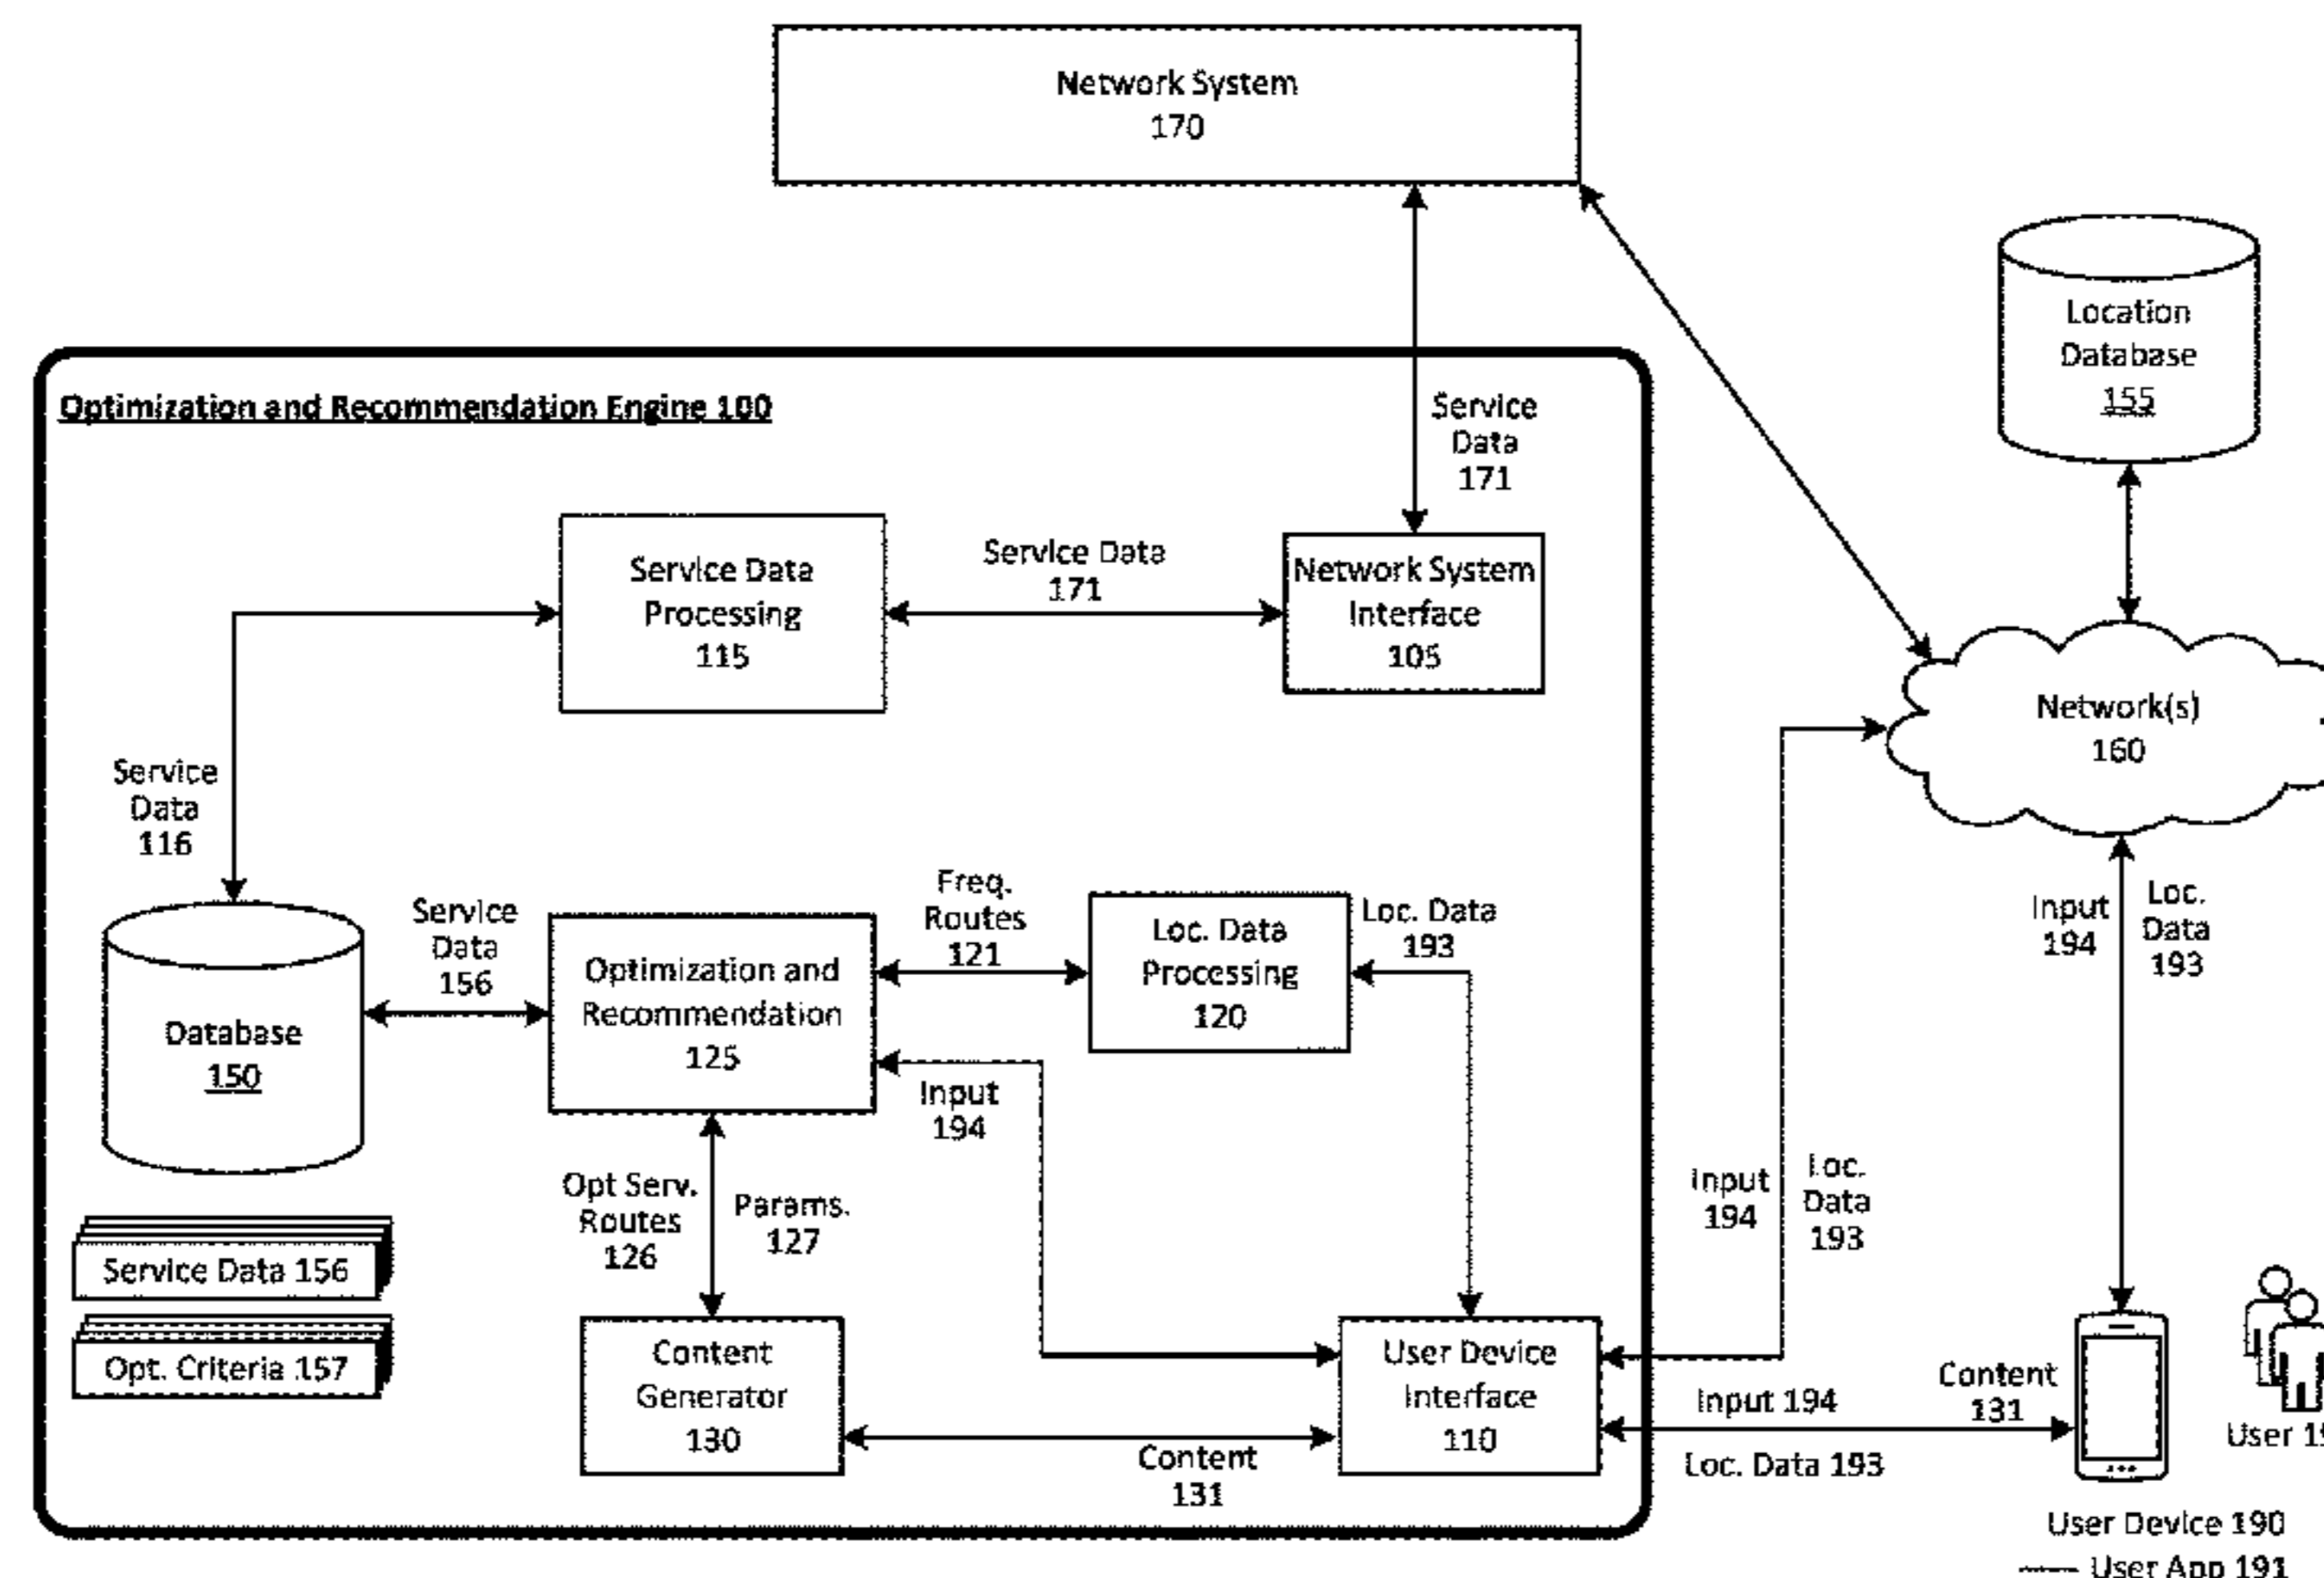 Network System
170
Location
Database
155
Optimization and Recommendation Engine 100
Service
Data
171
Service Data
Processing
115
Service Data
171
Network System
Interface
105
Network(s)
160
Service
Data
116
Database
150
Service
Data
156
Optimization and
Recommendation
125
Freq.
Routes
121
Loc. Data
Processing
120
Loc. Data
193
Input
194
Loc.
Data
193
Input
194
Opt Serv.
Routes
126
Params.
127
Input
194
Loc.
Data
193
Service Data 156
Opt. Criteria 157
Content
Generator
130
Content
131
User Device
Interface
110
Input 194
Loc. Data 193
Content
131
User
User Device 190
User App 191